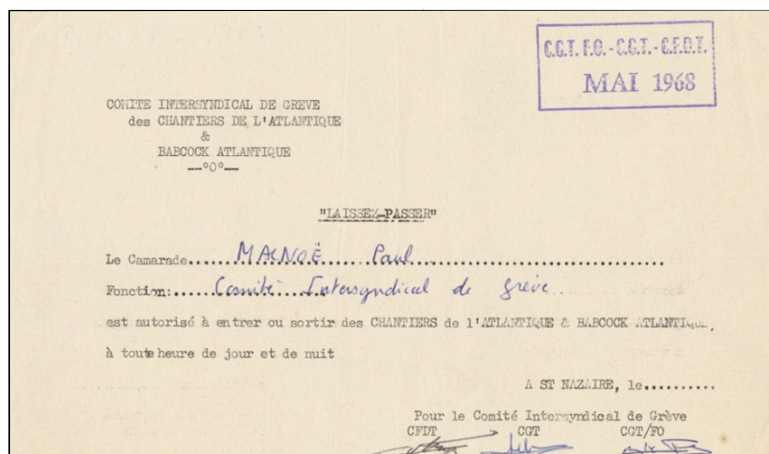 C.G.T. F.O. - C.G.T. - C.F.D.T.
MAI 1968
COMITE INTERSYNDICAL DE GREVE
des CHANTIERS DE L'ATLANTIQUE
&
BABCOCK ATLANTIQUE
--°0°--
"LAISSEZ-PASSER"
Le Camarade..... MALNOË Paul ..............................
Fonction:..... Comité Intersyndical de grève.
est autorisé à entrer ou sortir des CHANTIERS de l'ATLANTIQUE & BABCOCK ATLANTIQUE,
à toute heure de jour et de nuit
A ST NAZAIRE, le..........
Pour le Comité Intersyndical de Grève
CFDT CGT CGT/FO